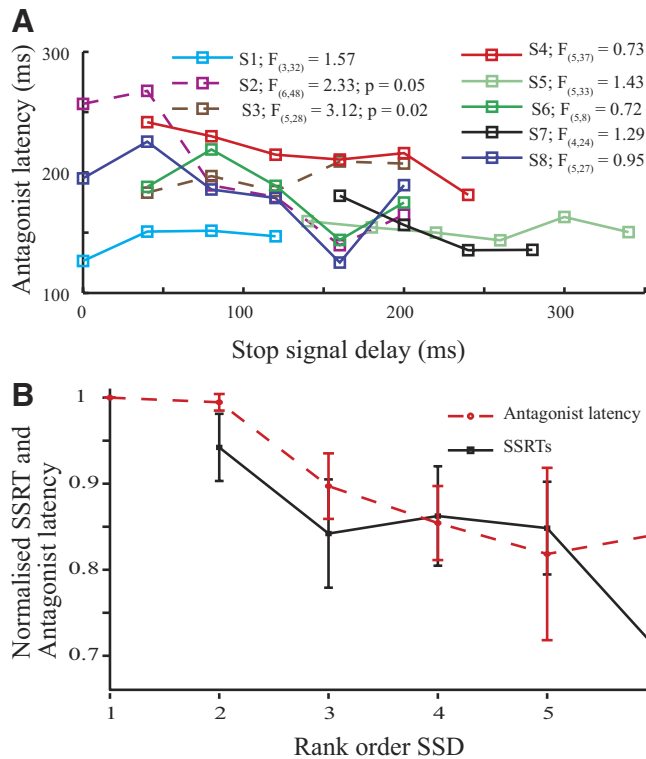 A
Antagonist latency
(ms)
300
200
100
0
100
200
300
Stop signal delay (ms)
S1; F(3,32) = 1.57
S2; F(6,48) = 2.33; p = 0.05
S3; F(5,28) = 3.12; p = 0.02
S4; F(5,37) = 0.73
S5; F(5,33) = 1.43
S6; F(5,8) = 0.72
S7; F(4,24) = 1.29
S8; F(5,27) = 0.95
B
Normalised SSRT and
Antagonist latency
1
0.9
0.8
0.7
1
2
3
4
5
Rank order SSD
Antagonist latency
SSRTs